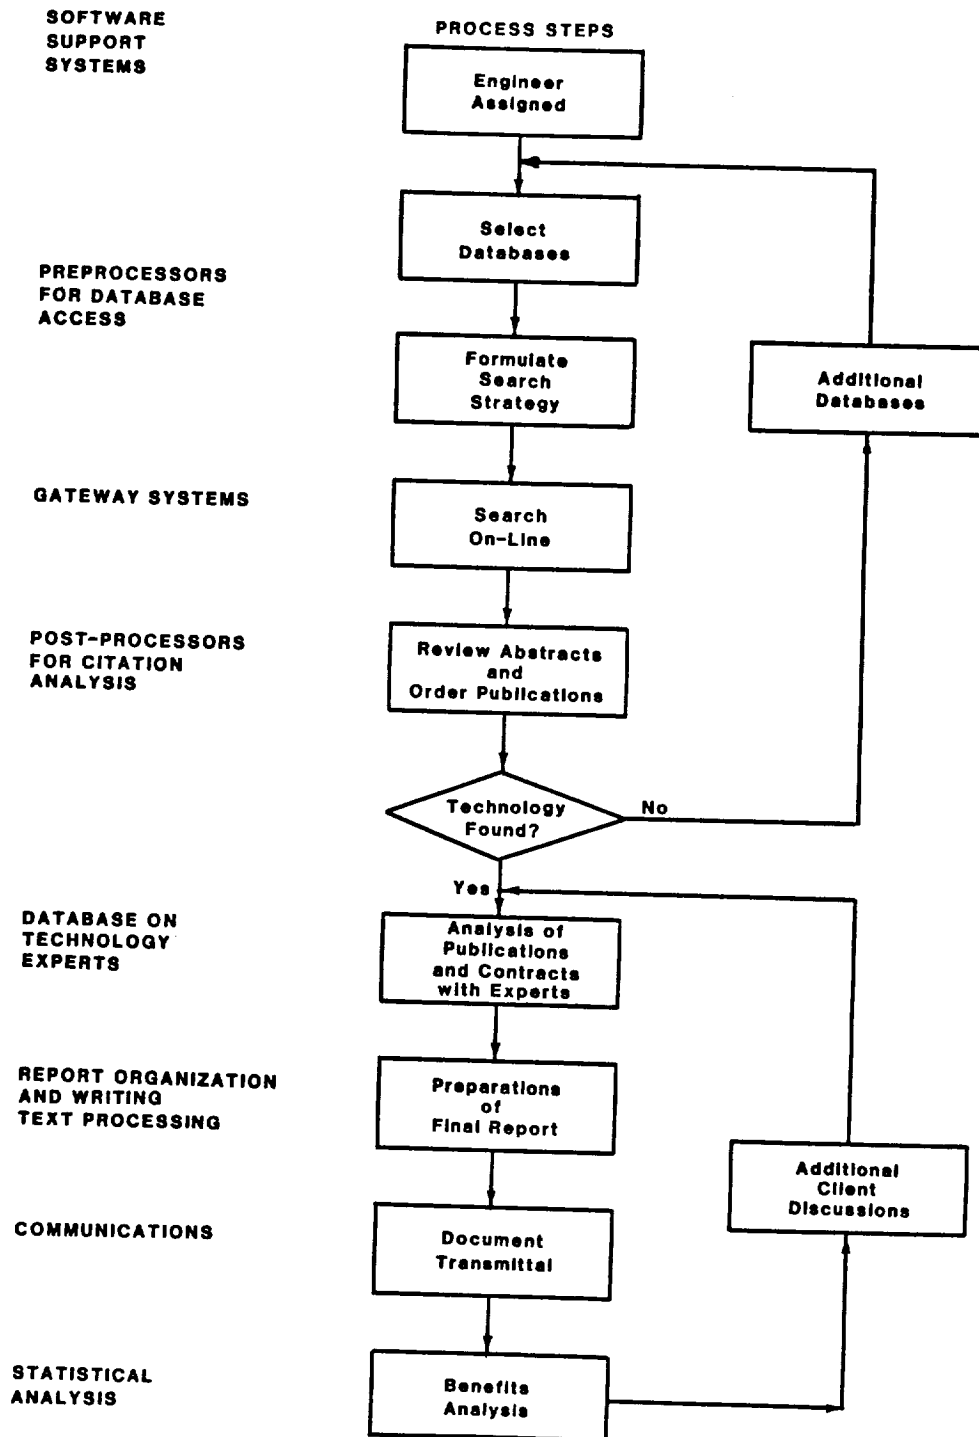 SOFTWARE
SUPPORT
SYSTEMS
PROCESS STEPS
Engineer
Assigned
Select
Databases
PREPROCESSORS
FOR DATABASE
ACCESS
Formulate
Search
Strategy
Additional
Databases
GATEWAY SYSTEMS
Search
On-Line
POST-PROCESSORS
FOR CITATION
ANALYSIS
Review Abstracts
and
Order Publications
Technology
Found?
No
Yes
DATABASE ON
TECHNOLOGY
EXPERTS
Analysis of
Publications
and Contracts
with Experts
REPORT ORGANIZATION
AND WRITING
TEXT PROCESSING
Preparations
of
Final Report
Additional
Client
Discussions
COMMUNICATIONS
Document
Transmittal
STATISTICAL
ANALYSIS
Benefits
Analysis